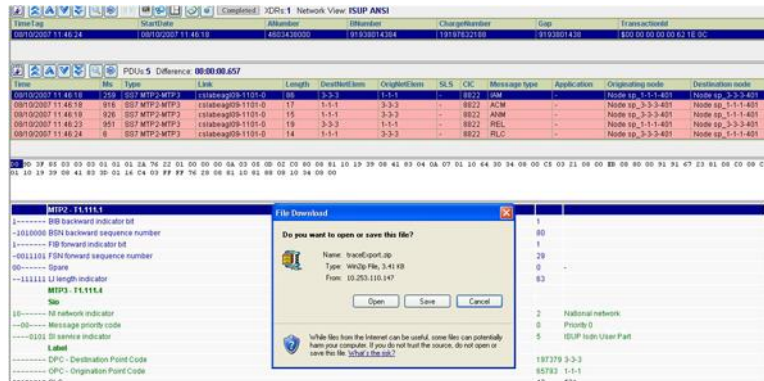 Completed XDRs: 1 Network View: ISUP ANSI
TimeTag StartDate ANumber BNumber ChargeNumber Gap TransactionId
08/10/2007 11:46:24 08/10/2007 11:46:18
PDUs: 5 Difference: 00:00:00.657
Time Ms Type Link Length DestNetElem OrigNetElem SLS CIC Message type Application Originating node Destination node
08/10/2007 11:46:18 259 SS7 MTP2-MTP3 cslabeagl09-1101-0 86 3-3-3 1-1-1 - 8822 IAM - Node sp_1-1-1-401 Node sp_3-3-3-401
08/10/2007 11:46:18 916 SS7 MTP2-MTP3 cslabeagl09-1101-0 17 1-1-1 3-3-3 - 8822 ACM - Node sp_3-3-3-401 Node sp_1-1-1-401
08/10/2007 11:46:18 926 SS7 MTP2-MTP3 cslabeagl09-1101-0 15 1-1-1 3-3-3 - 8822 ANM - Node sp_3-3-3-401 Node sp_1-1-1-401
08/10/2007 11:46:23 951 SS7 MTP2-MTP3 cslabeagl09-1101-0 19 3-3-3 1-1-1 - 8822 REL - Node sp_1-1-1-401 Node sp_3-3-3-401
08/10/2007 11:46:24 8 SS7 MTP2-MTP3 cslabeagl09-1101-0 14 1-1-1 3-3-3 - 8822 RLC - Node sp_3-3-3-401 Node sp_1-1-1-401
MTP2 - T1.111.1
1------- BIB backward indicator bit 1
-1010000 BSN backward sequence number 80
1------- FIB forward indicator bit 1
-0011101 FSN forward sequence number 29
00------ Spare 0 -
--111111 LI length indicator 63
MTP3 - T1.111.4
Sio
10------ NI network indicator 2 National network
--00---- Message priority code 0 Priority 0
----0101 SI service indicator 5 ISUP Isdn User Part
Label
-------- DPC - Destination Point Code 197379 3-3-3
-------- OPC - Origination Point Code 65793 1-1-1
File Download
Do you want to open or save this file?
Name: traceExport.zip
Type: WinZip File, 3.41 KB
From: 10.253.110.147
Open Save Cancel
While files from the Internet can be useful, some files can potentially
harm your computer. If you do not trust the source, do not open or
save this file. What's the risk?